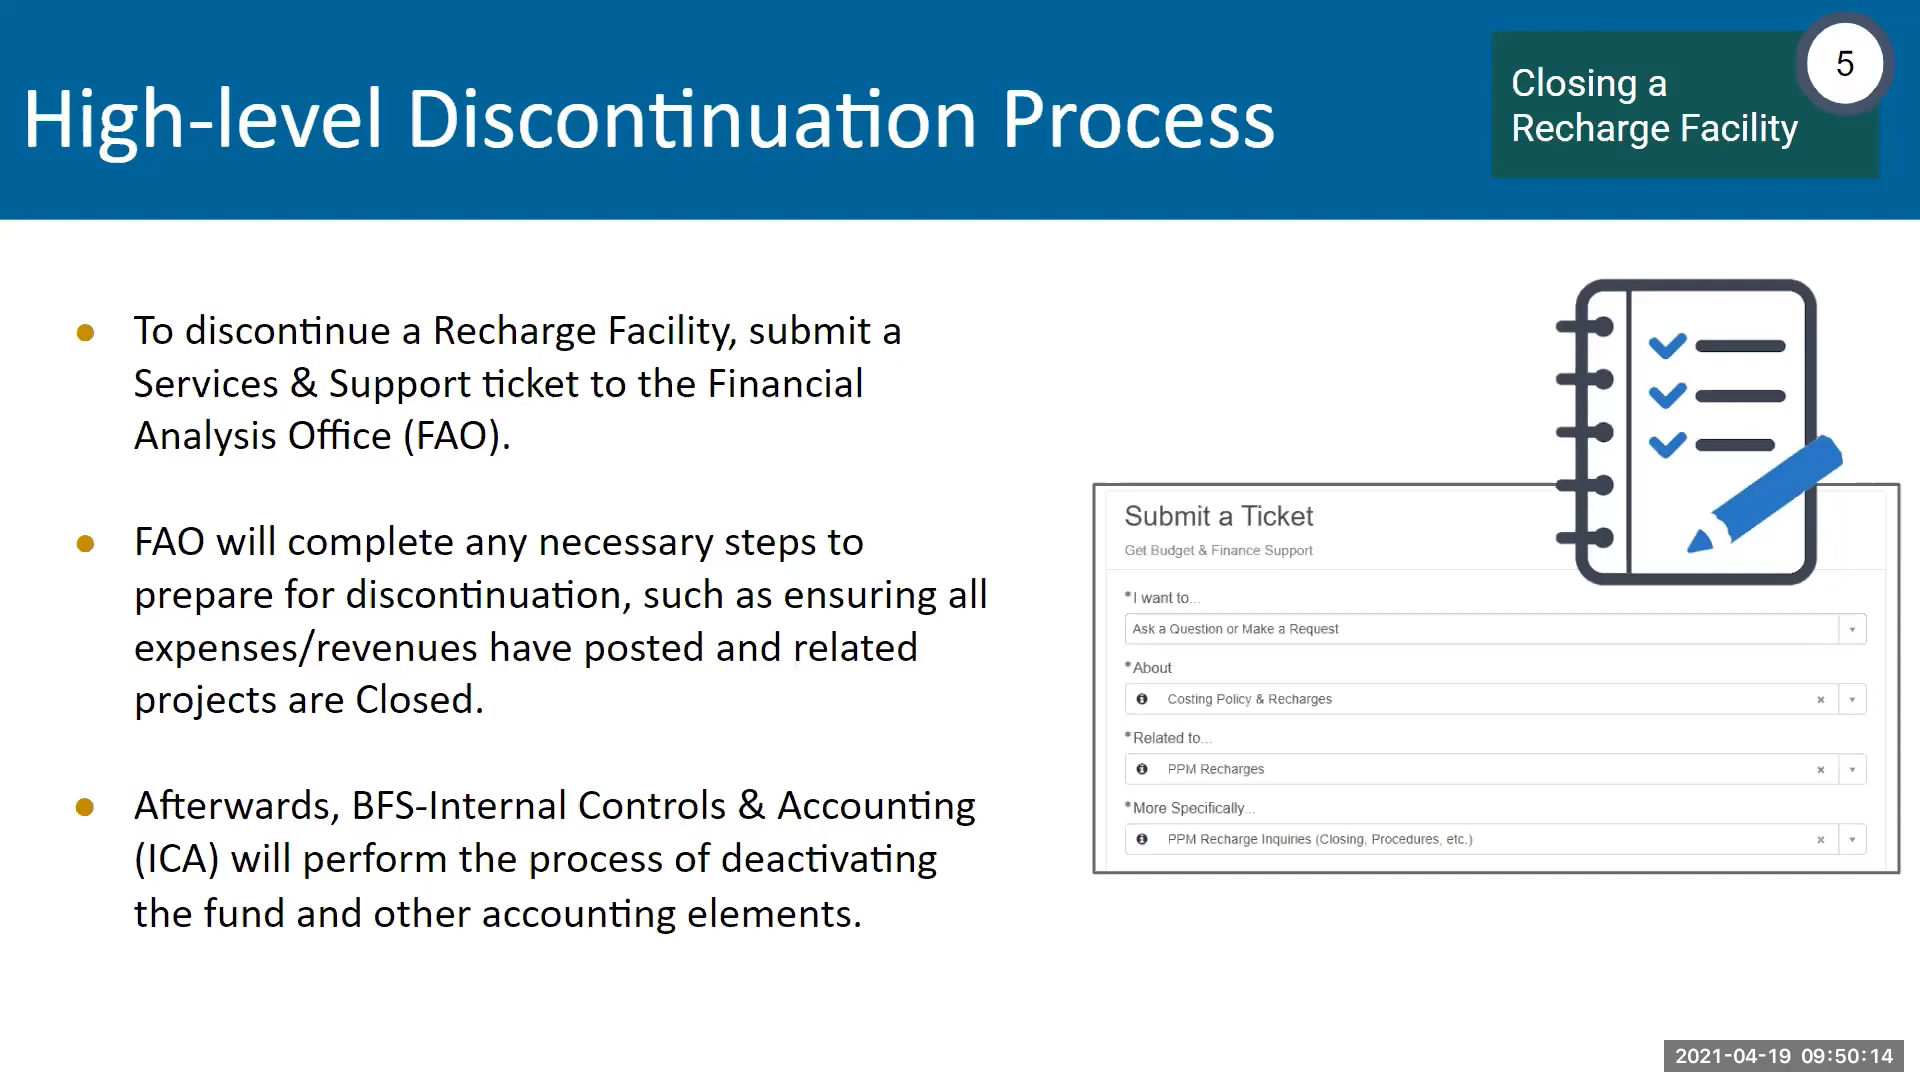 High-level Discontinuation Process
Closing a
Recharge Facility
5
● To discontinue a Recharge Facility, submit a
Services & Support ticket to the Financial
Analysis Office (FAO).
● FAO will complete any necessary steps to
prepare for discontinuation, such as ensuring all
expenses/revenues have posted and related
projects are Closed.
● Afterwards, BFS-Internal Controls & Accounting
(ICA) will perform the process of deactivating
the fund and other accounting elements.
Submit a Ticket
Get Budget & Finance Support
*I want to...
Ask a Question or Make a Request
*About
Costing Policy & Recharges
*Related to...
PPM Recharges
*More Specifically...
PPM Recharge Inquiries (Closing, Procedures, etc.)
2021-04-19 09:50:14